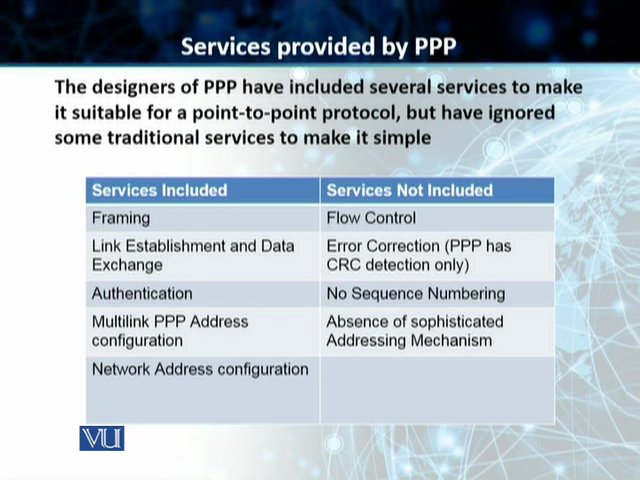 Services provided by PPP
The designers of PPP have included several services to make
it suitable for a point-to-point protocol, but have ignored
some traditional services to make it simple
Services Included
Services Not Included
Framing
Flow Control
Link Establishment and Data
Exchange
Error Correction (PPP has
CRC detection only)
Authentication
No Sequence Numbering
Multilink PPP Address
configuration
Absence of sophisticated
Addressing Mechanism
Network Address configuration
VU